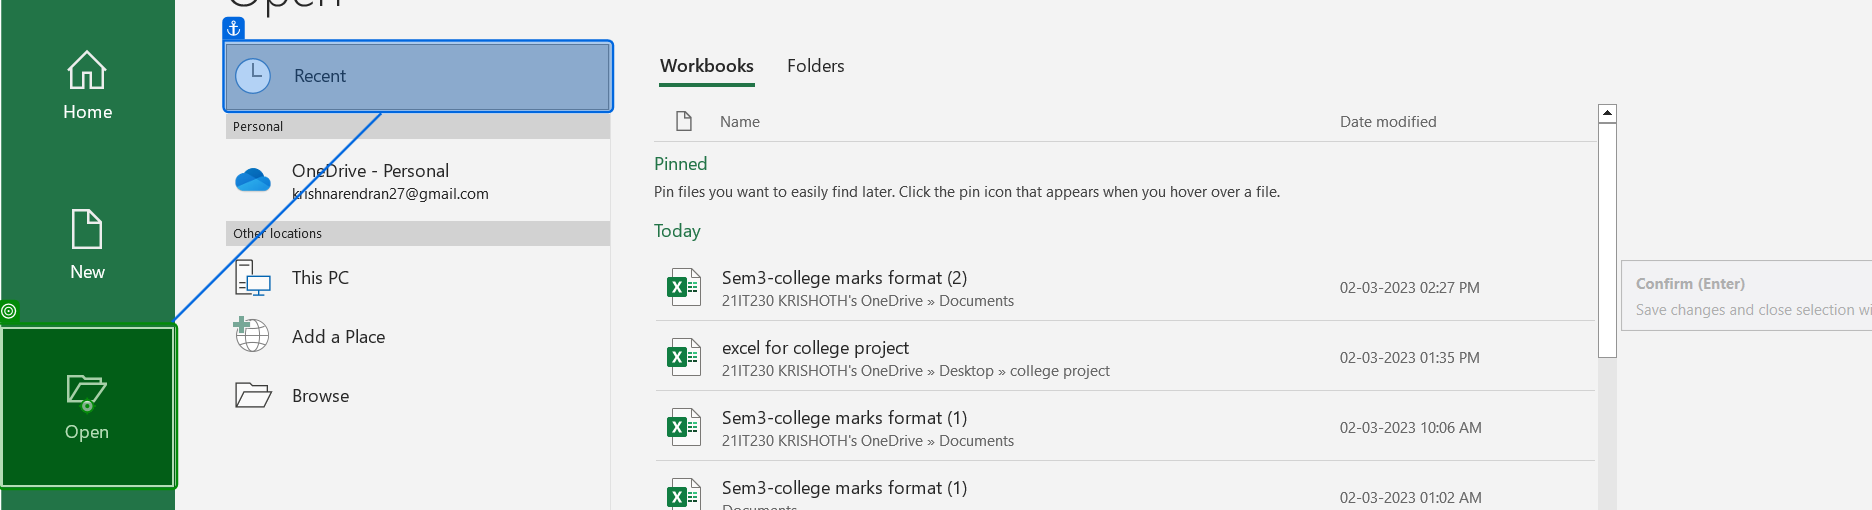 Open
Recent
Home
Personal
OneDrive - Personal
krishnarendran27@gmail.com
New
Other locations
This PC
Add a Place
Browse
Open
Workbooks
Folders
Name
Date modified
Pinned
Pin files you want to easily find later. Click the pin icon that appears when you hover over a file.
Today
Sem3-college marks format (2)
21IT230 KRISHOTH's OneDrive » Documents
02-03-2023 02:27 PM
excel for college project
21IT230 KRISHOTH's OneDrive » Desktop » college project
02-03-2023 01:35 PM
Sem3-college marks format (1)
21IT230 KRISHOTH's OneDrive » Documents
02-03-2023 10:06 AM
Sem3-college marks format (1)
Documents
02-03-2023 01:02 AM
Confirm (Enter)
Save changes and close selection wi